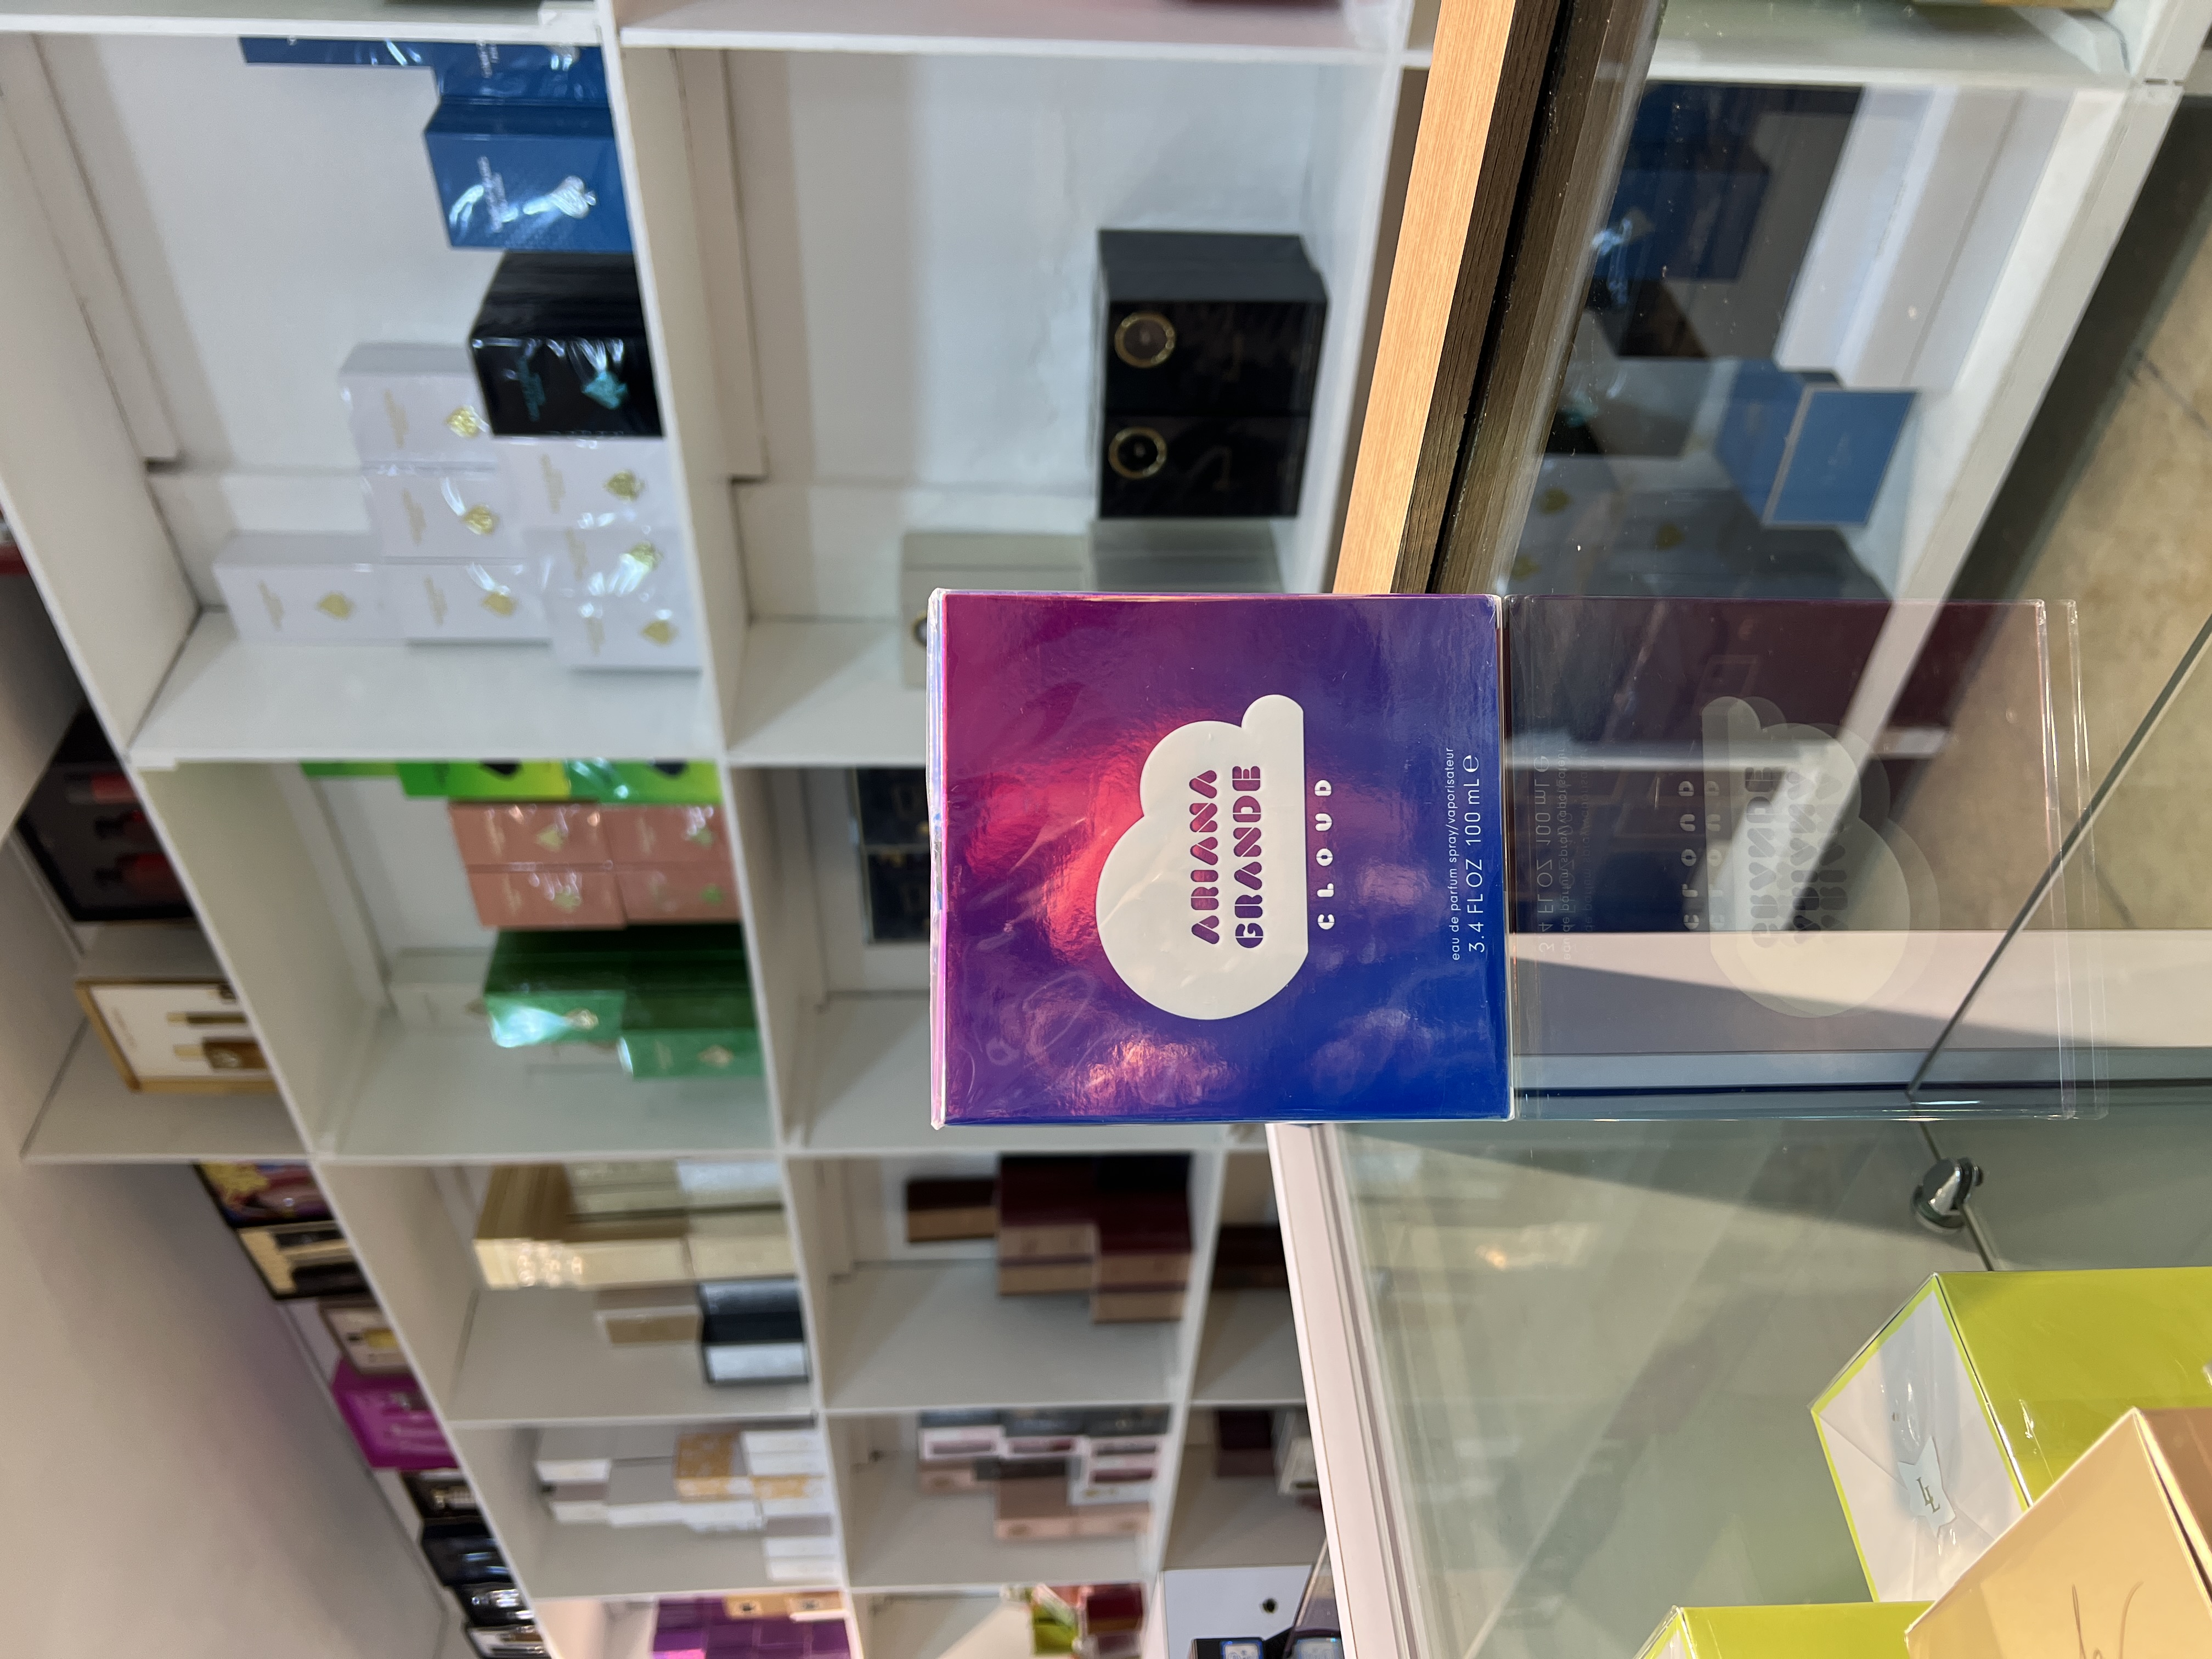 ARIANA
GRANDE
CLOUD
eau de parfum spray/vaporisateur
3.4 FL OZ 100 mL ℮